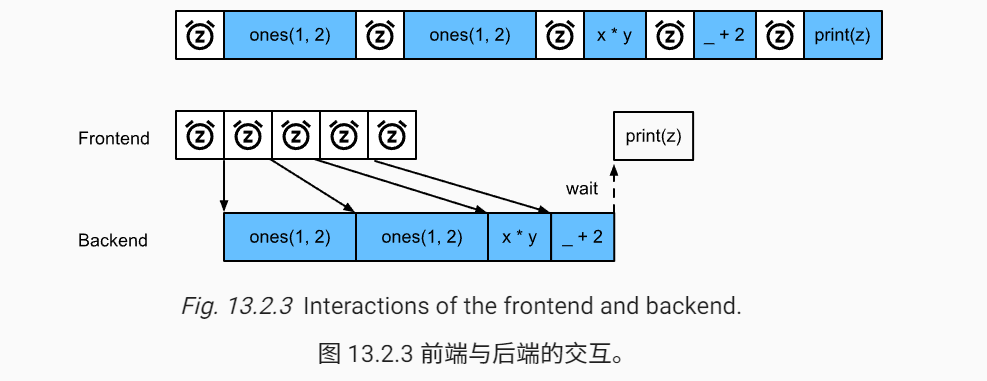 z ones(1, 2) z ones(1, 2) z x * y z _ + 2 z print(z)
Frontend z z z z z print(z)
wait
Backend ones(1, 2) ones(1, 2) x * y _ + 2
Fig. 13.2.3 Interactions of the frontend and backend.
图 13.2.3 前端与后端的交互。